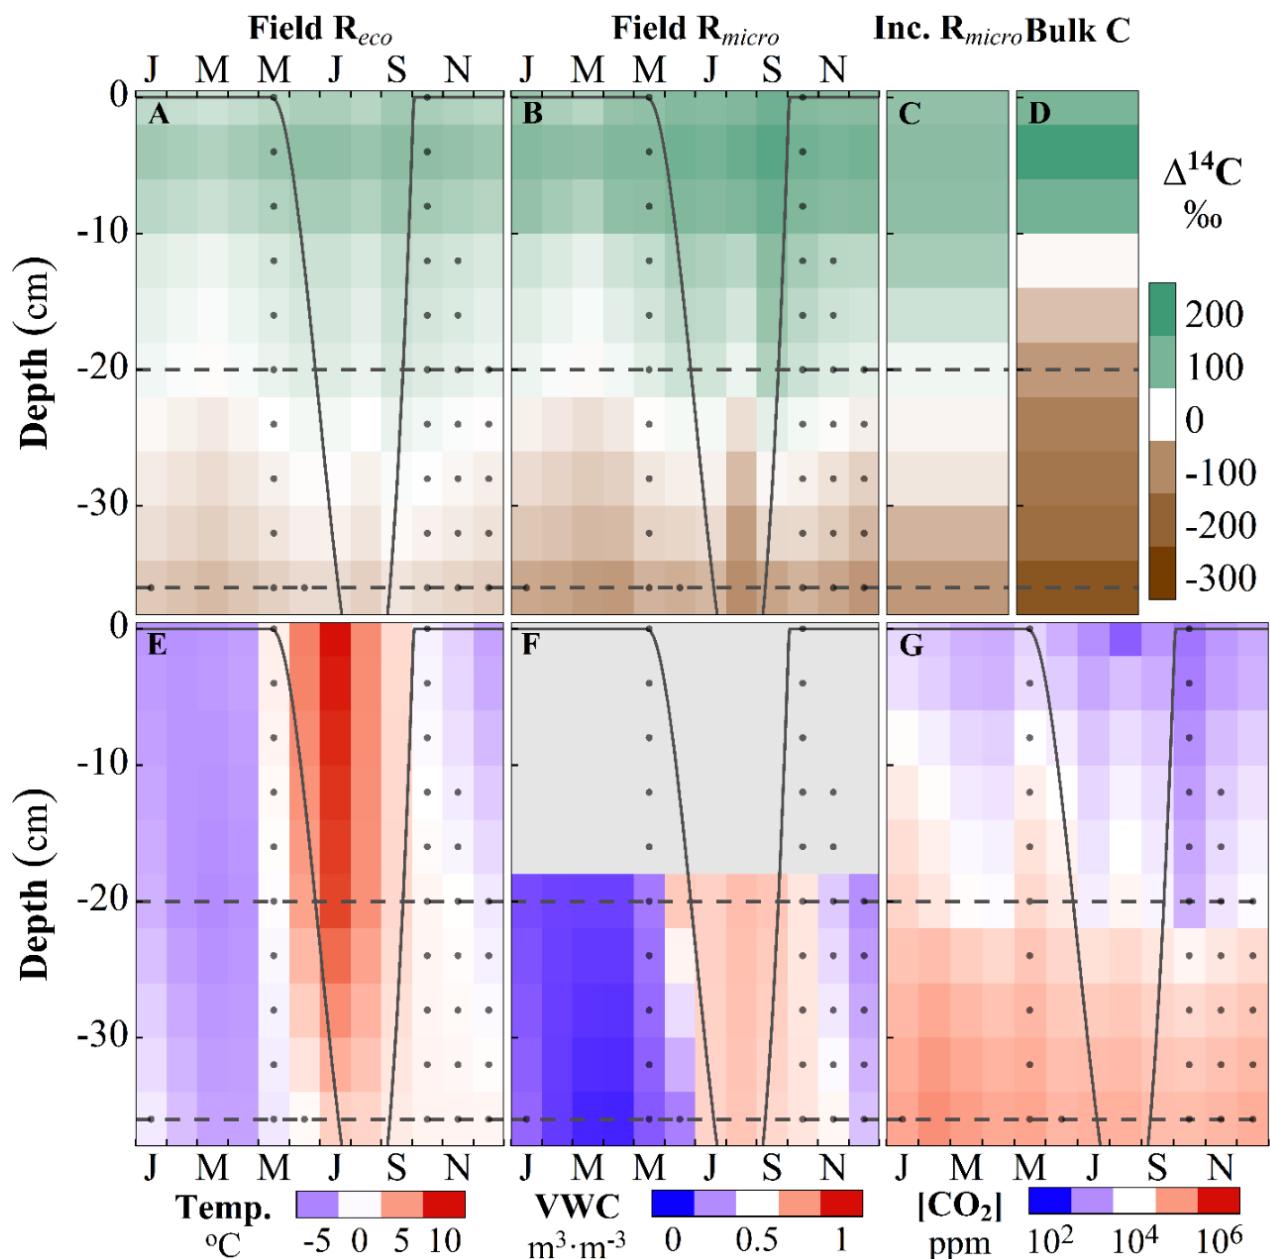 Field Reco Field Rmicro Inc. Rmicro Bulk C
J M M J S N J M M J S N
0 A B C D
Δ14C
‰
-10
Depth (cm)
200
100
-20
0
-100
-30
-200
-300
0 E F G
-10
Depth (cm)
-20
-30
J M M J S N J M M J S N J M M J S N
Temp. VWC [CO2]
-5 0 5 10 0 0.5 1 10² 10⁴ 10⁶
oC m³·m⁻³ ppm